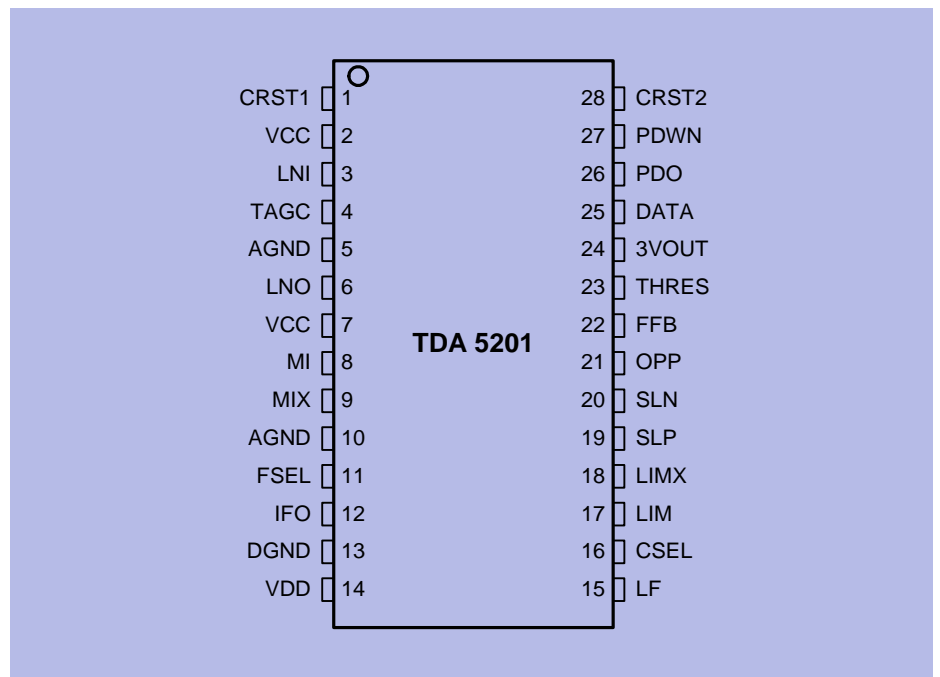 CRST1 1 28 CRST2
VCC 2 27 PDWN
LNI 3 26 PDO
TAGC 4 25 DATA
AGND 5 24 3VOUT
LNO 6 23 THRES
VCC 7 22 FFB
TDA 5201
MI 8 21 OPP
MIX 9 20 SLN
AGND 10 19 SLP
FSEL 11 18 LIMX
IFO 12 17 LIM
DGND 13 16 CSEL
VDD 14 15 LF